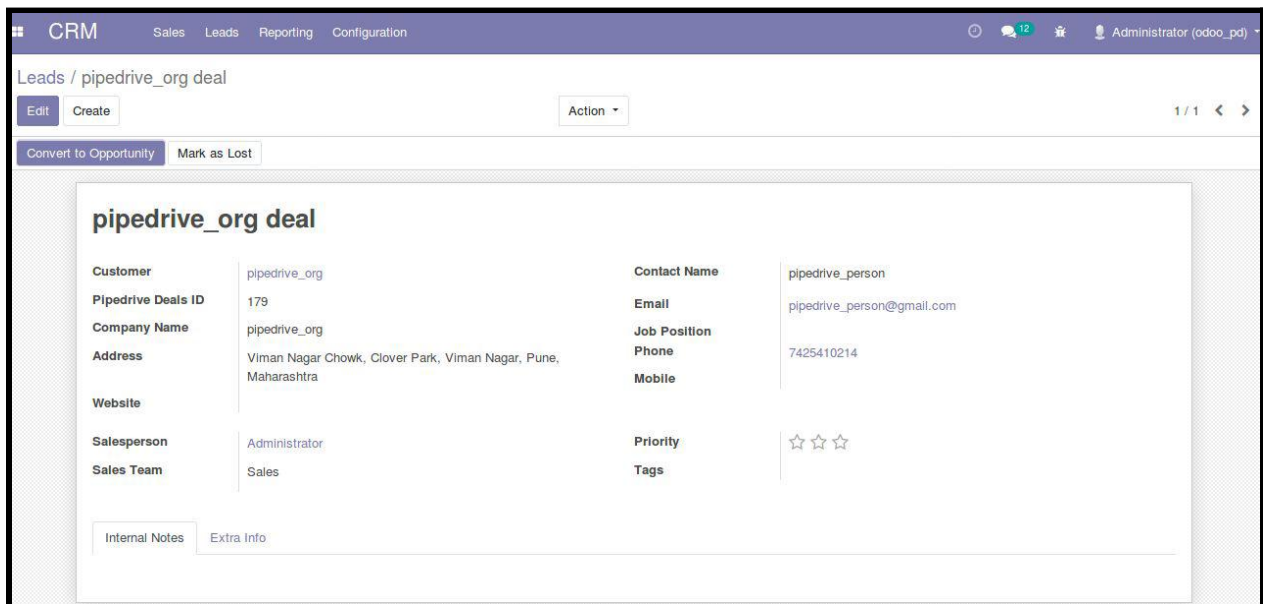 CRM Sales Leads Reporting Configuration 12 Administrator (odoo_pd)
Leads / pipedrive_org deal
Edit Create Action 1 / 1
Convert to Opportunity Mark as Lost
pipedrive_org deal
Customer pipedrive_org
Pipedrive Deals ID 179
Company Name pipedrive_org
Address Viman Nagar Chowk, Clover Park, Viman Nagar, Pune,
Maharashtra
Website
Contact Name pipedrive_person
Email pipedrive_person@gmail.com
Job Position
Phone 7425410214
Mobile
Salesperson Administrator
Sales Team Sales
Priority
Tags
Internal Notes Extra Info